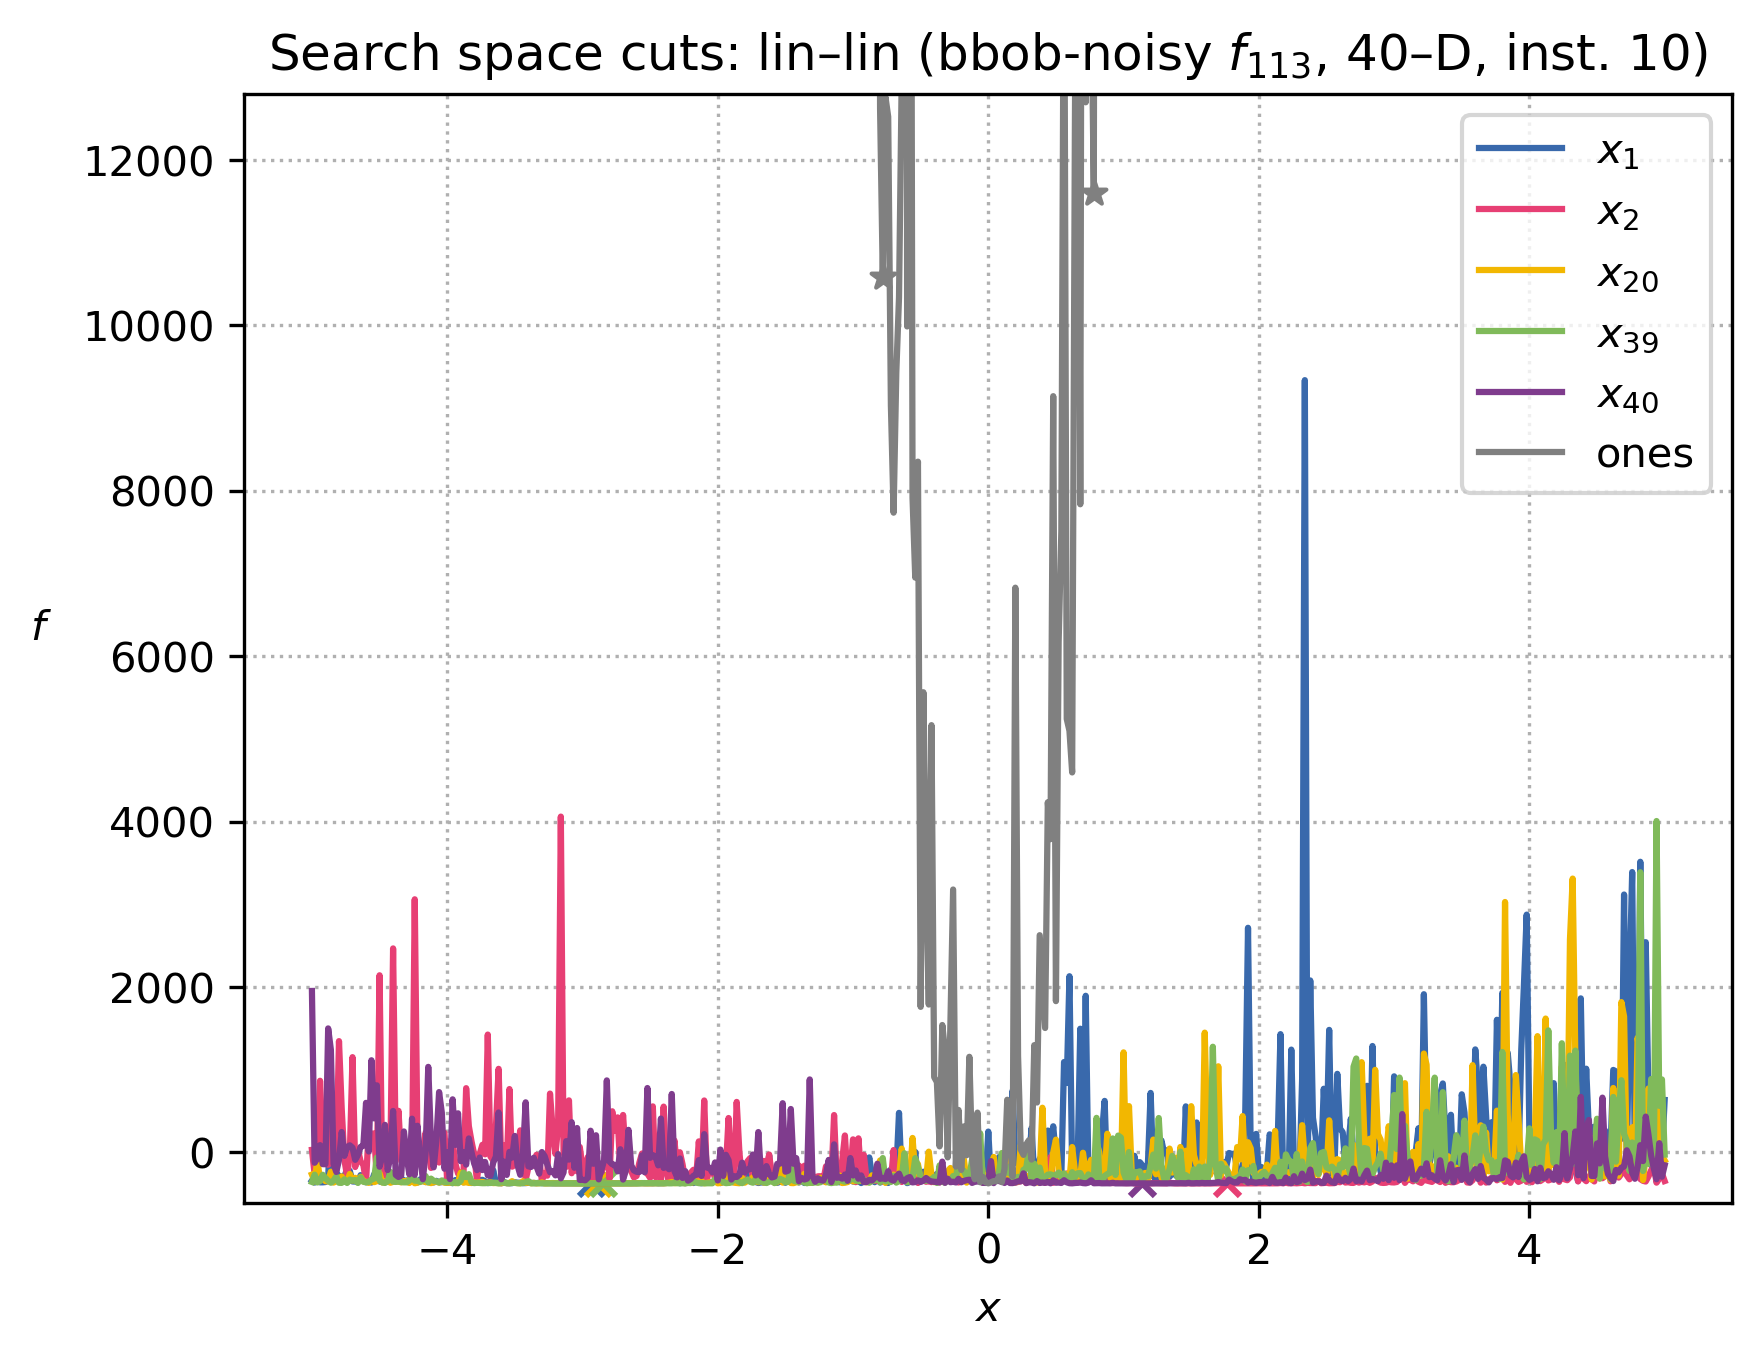 Search space cuts: lin–lin (bbob-noisy f₁₁₃, 40–D, inst. 10)
12000
10000
8000
6000
4000
2000
0
f
−4
−2
0
2
4
x
x₁
x₂
x₂₀
x₃₉
x₄₀
ones